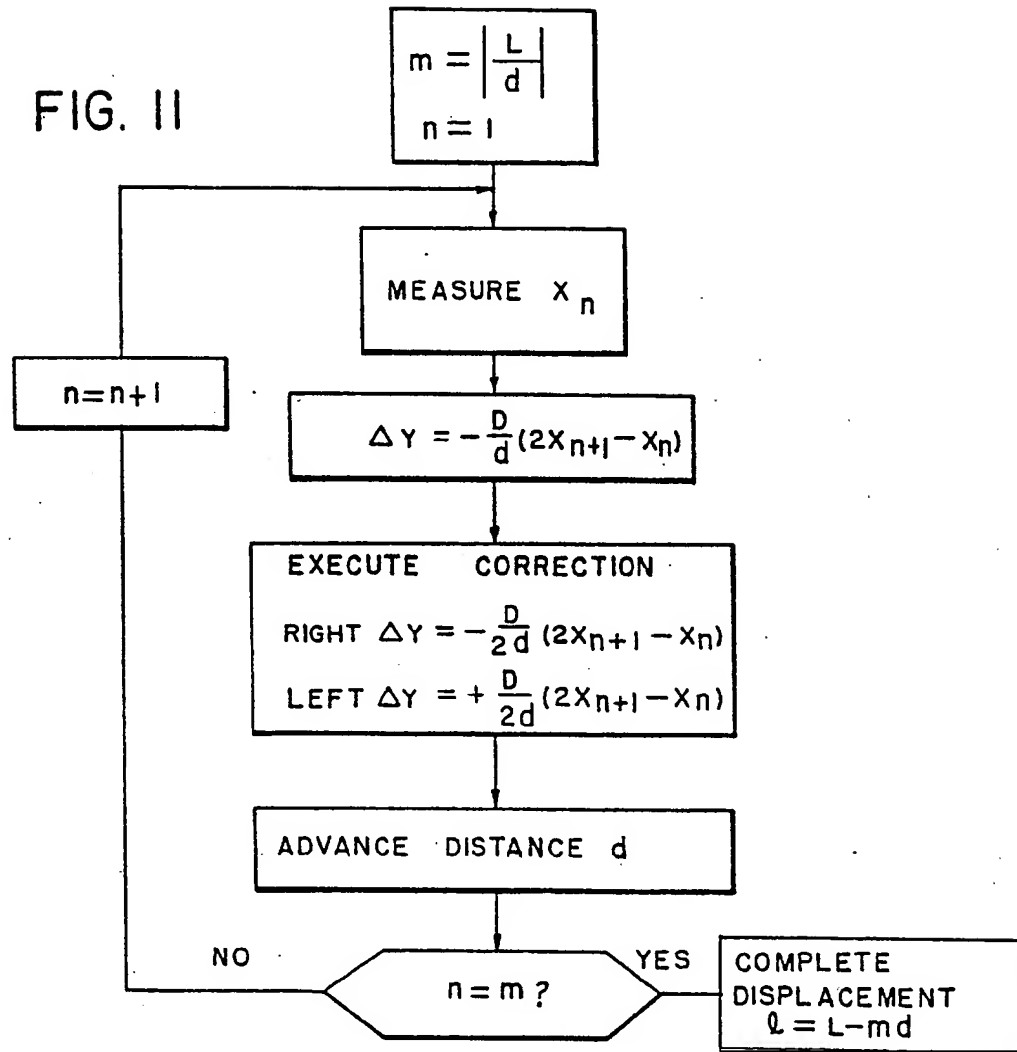 FIG. 11
m = |L/d|
n = 1
MEASURE Xn
n=n+1
ΔY = -D/d(2Xn+1-Xn)
EXECUTE CORRECTION
RIGHT ΔY = -D/2d(2Xn+1-Xn)
LEFT ΔY = +D/2d(2Xn+1-Xn)
ADVANCE DISTANCE d
NO
n=m?
YES
COMPLETE
DISPLACEMENT
ℓ = L-md